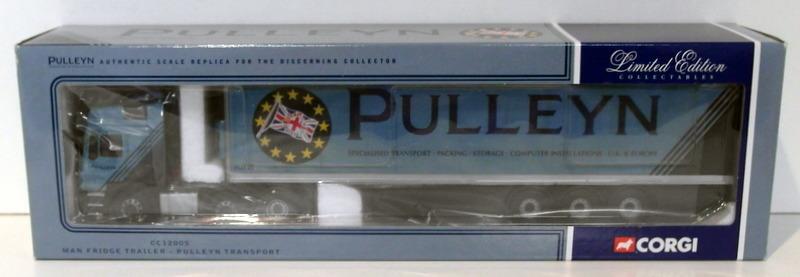 PULLEYN
PULLEYN AUTHENTIC SCALE REPLICA FOR THE DISCERNING COLLECTOR
Limited Edition
COLLECTABLES
PULLEYN
SPECIALISED TRANSPORT · PACKING · STORAGE · COMPUTER INSTALLATIONS · U.K. & EUROPE
CC12005
MAN FRIDGE TRAILER - PULLEYN TRANSPORT
CORGI